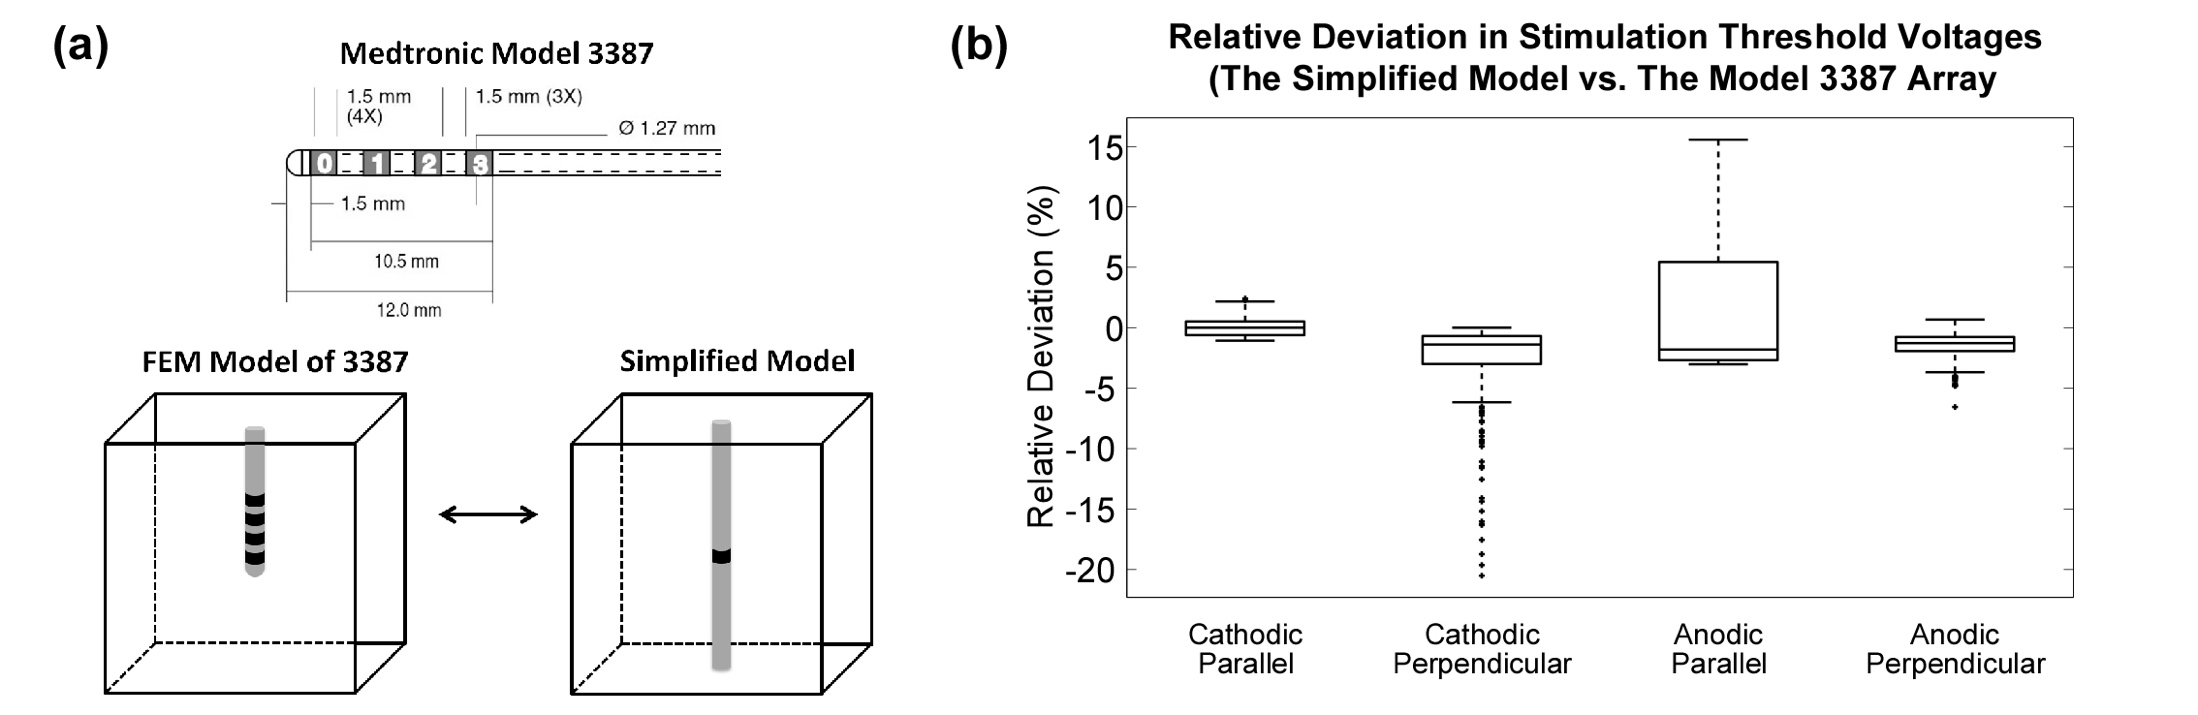 (a)
Medtronic Model 3387
1.5 mm
(4X)
1.5 mm (3X)
Ø 1.27 mm
0 1 2 3
1.5 mm
10.5 mm
12.0 mm
FEM Model of 3387
Simplified Model
(b)
Relative Deviation in Stimulation Threshold Voltages
(The Simplified Model vs. The Model 3387 Array
Relative Deviation (%)
15
10
5
0
-5
-10
-15
-20
Cathodic
Parallel
Cathodic
Perpendicular
Anodic
Parallel
Anodic
Perpendicular